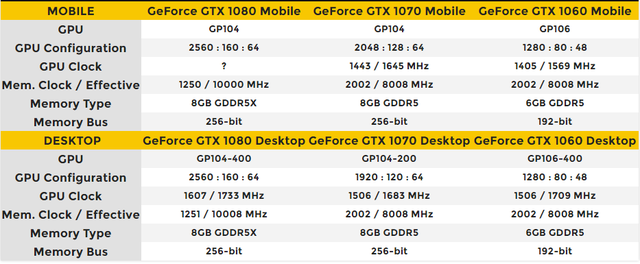 MOBILE GeForce GTX 1080 Mobile GeForce GTX 1070 Mobile GeForce GTX 1060 Mobile
GPU GP104 GP104 GP106
GPU Configuration 2560 : 160 : 64 2048 : 128 : 64 1280 : 80 : 48
GPU Clock ? 1443 / 1645 MHz 1405 / 1569 MHz
Mem. Clock / Effective 1250 / 10000 MHz 2002 / 8008 MHz 2002 / 8008 MHz
Memory Type 8GB GDDR5X 8GB GDDR5 6GB GDDR5
Memory Bus 256-bit 256-bit 192-bit
DESKTOP GeForce GTX 1080 Desktop GeForce GTX 1070 Desktop GeForce GTX 1060 Desktop
GPU GP104-400 GP104-200 GP106-400
GPU Configuration 2560 : 160 : 64 1920 : 120 : 64 1280 : 80 : 48
GPU Clock 1607 / 1733 MHz 1506 / 1683 MHz 1506 / 1709 MHz
Mem. Clock / Effective 1251 / 10008 MHz 2002 / 8008 MHz 2002 / 8008 MHz
Memory Type 8GB GDDR5X 8GB GDDR5 6GB GDDR5
Memory Bus 256-bit 256-bit 192-bit